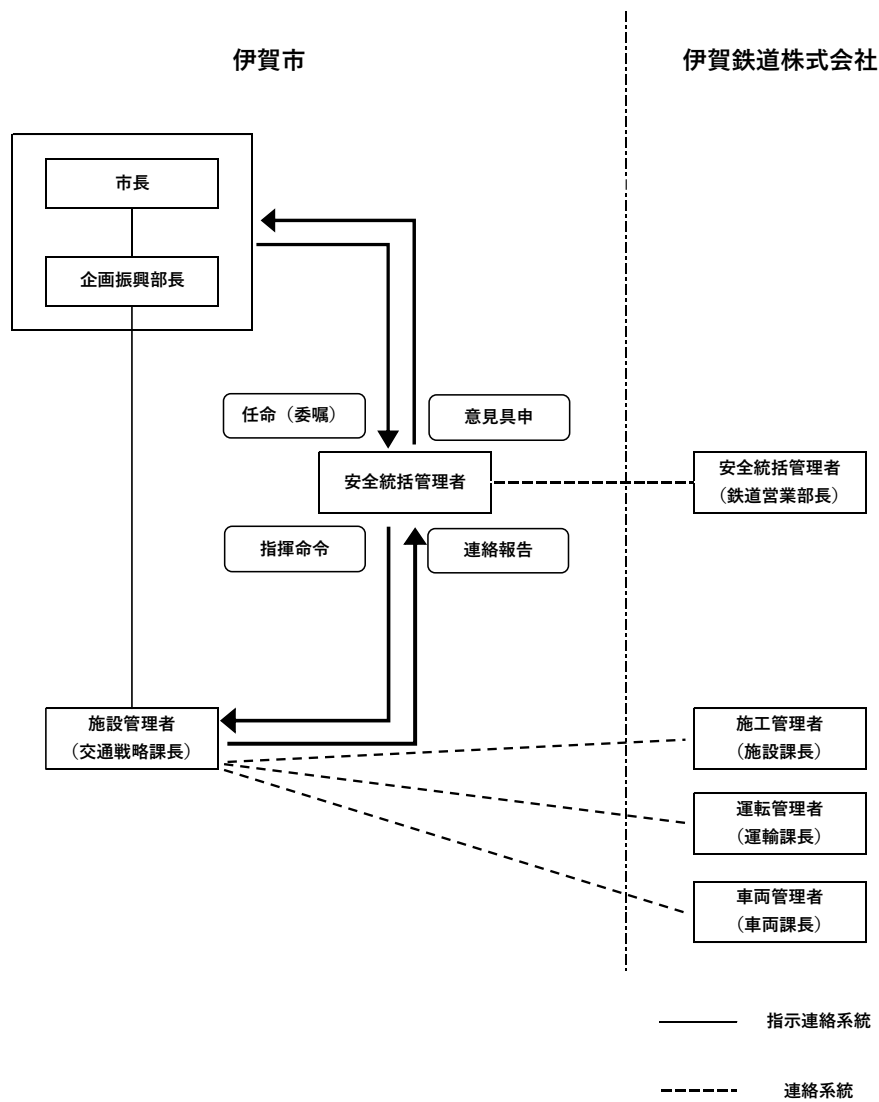 伊賀市
伊賀鉄道株式会社
市長
企画振興部長
任命（委嘱）
意見具申
安全統括管理者
安全統括管理者
（鉄道営業部長）
指揮命令
連絡報告
施設管理者
（交通戦略課長）
施工管理者
（施設課長）
運転管理者
（運輸課長）
車両管理者
（車両課長）
指示連絡系統
連絡系統